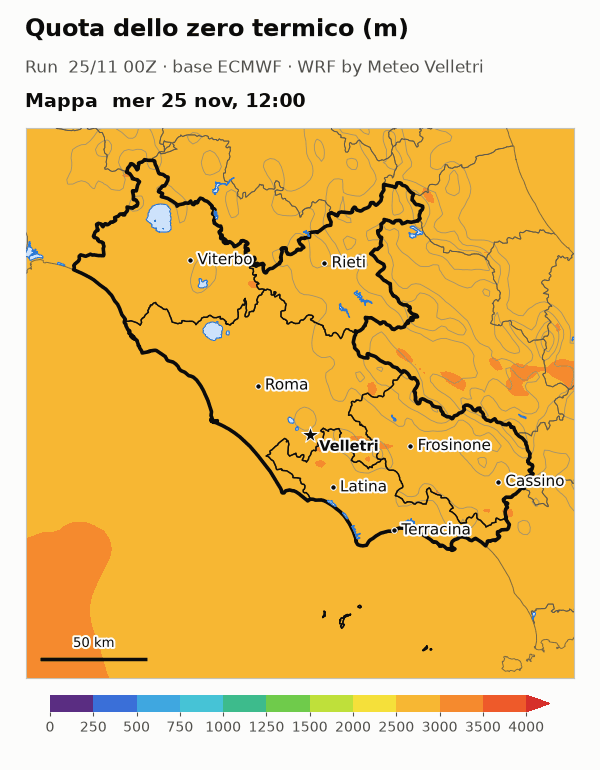 Quota dello zero termico (m)
Run 25/11 00Z · base ECMWF · WRF by Meteo Velletri
Mappa mer 25 nov, 12:00
Viterbo
Rieti
Roma
Velletri
Frosinone
Cassino
Latina
Terracina
50 km
0 250 500 750 1000 1250 1500 2000 2500 3000 3500 4000